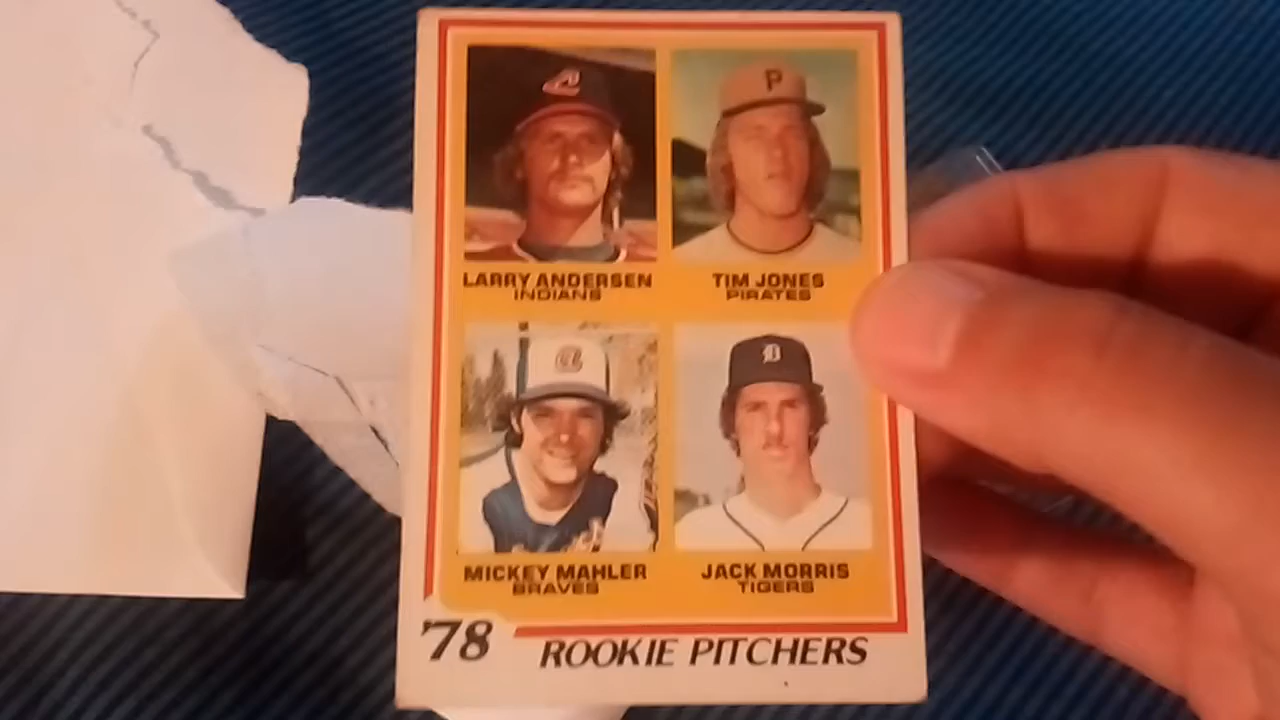 LARRY ANDERSEN
INDIANS
TIM JONES
PIRATES
MICKEY MAHLER
BRAVES
JACK MORRIS
TIGERS
'78
ROOKIE PITCHERS
C
P
a
D